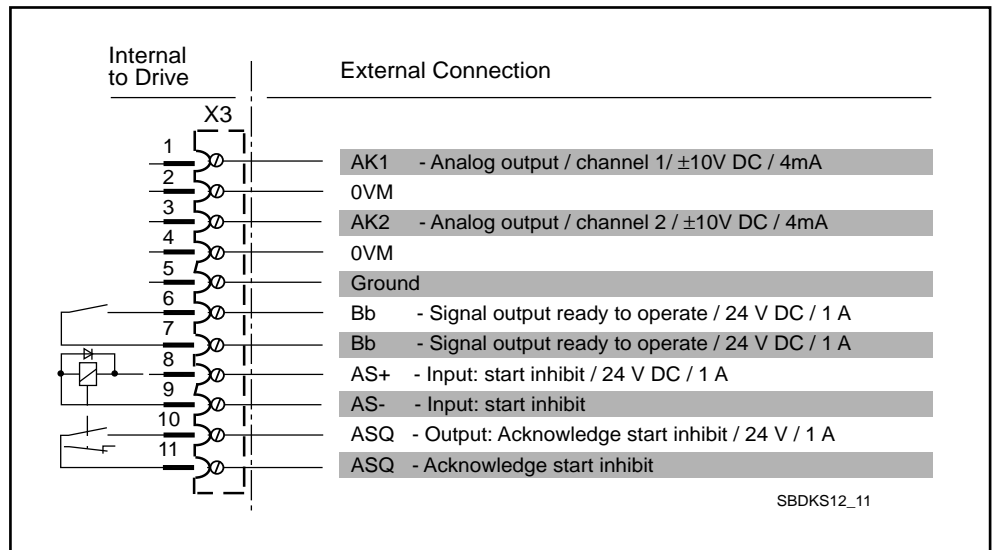 Internal
to Drive
External Connection
X3
1 AK1 - Analog output / channel 1/ ±10V DC / 4mA
2 0VM
3 AK2 - Analog output / channel 2 / ±10V DC / 4mA
4 0VM
5 Ground
6 Bb - Signal output ready to operate / 24 V DC / 1 A
7 Bb - Signal output ready to operate / 24 V DC / 1 A
8 AS+ - Input: start inhibit / 24 V DC / 1 A
9 AS- - Input: start inhibit
10 ASQ - Output: Acknowledge start inhibit / 24 V / 1 A
11 ASQ - Acknowledge start inhibit
SBDKS12_11